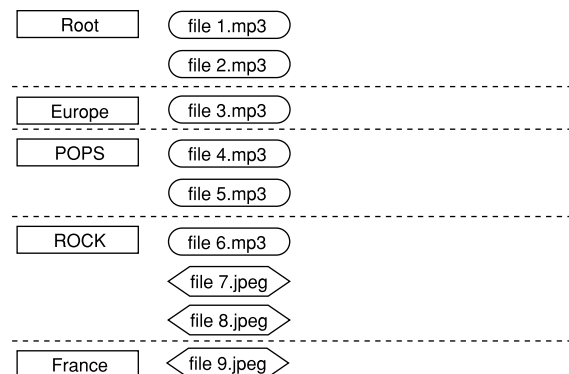 Root file 1.mp3
file 2.mp3
Europe file 3.mp3
POPS file 4.mp3
file 5.mp3
ROCK file 6.mp3
file 7.jpeg
file 8.jpeg
France file 9.jpeg